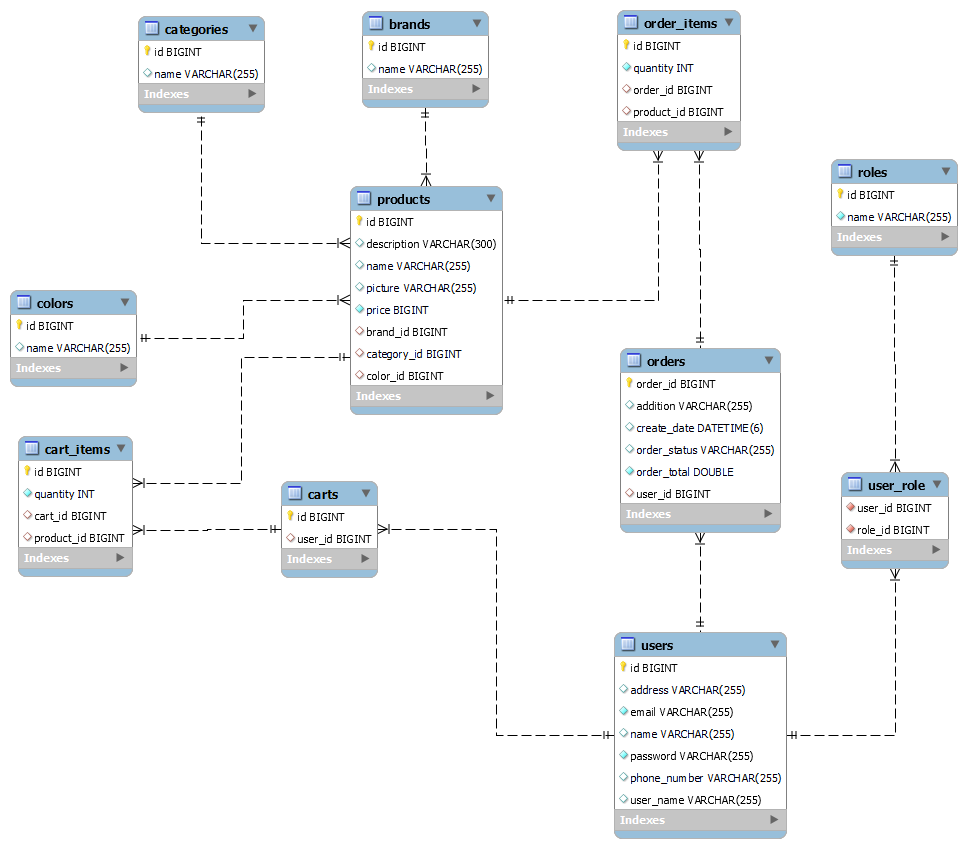 categories
id BIGINT
name VARCHAR(255)
Indexes
brands
id BIGINT
name VARCHAR(255)
Indexes
order_items
id BIGINT
quantity INT
order_id BIGINT
product_id BIGINT
Indexes
roles
id BIGINT
name VARCHAR(255)
Indexes
products
id BIGINT
description VARCHAR(300)
name VARCHAR(255)
picture VARCHAR(255)
price BIGINT
brand_id BIGINT
category_id BIGINT
color_id BIGINT
Indexes
colors
id BIGINT
name VARCHAR(255)
Indexes
orders
order_id BIGINT
addition VARCHAR(255)
create_date DATETIME(6)
order_status VARCHAR(255)
order_total DOUBLE
user_id BIGINT
Indexes
cart_items
id BIGINT
quantity INT
cart_id BIGINT
product_id BIGINT
Indexes
carts
id BIGINT
user_id BIGINT
Indexes
user_role
user_id BIGINT
role_id BIGINT
Indexes
users
id BIGINT
address VARCHAR(255)
email VARCHAR(255)
name VARCHAR(255)
password VARCHAR(255)
phone_number VARCHAR(255)
user_name VARCHAR(255)
Indexes